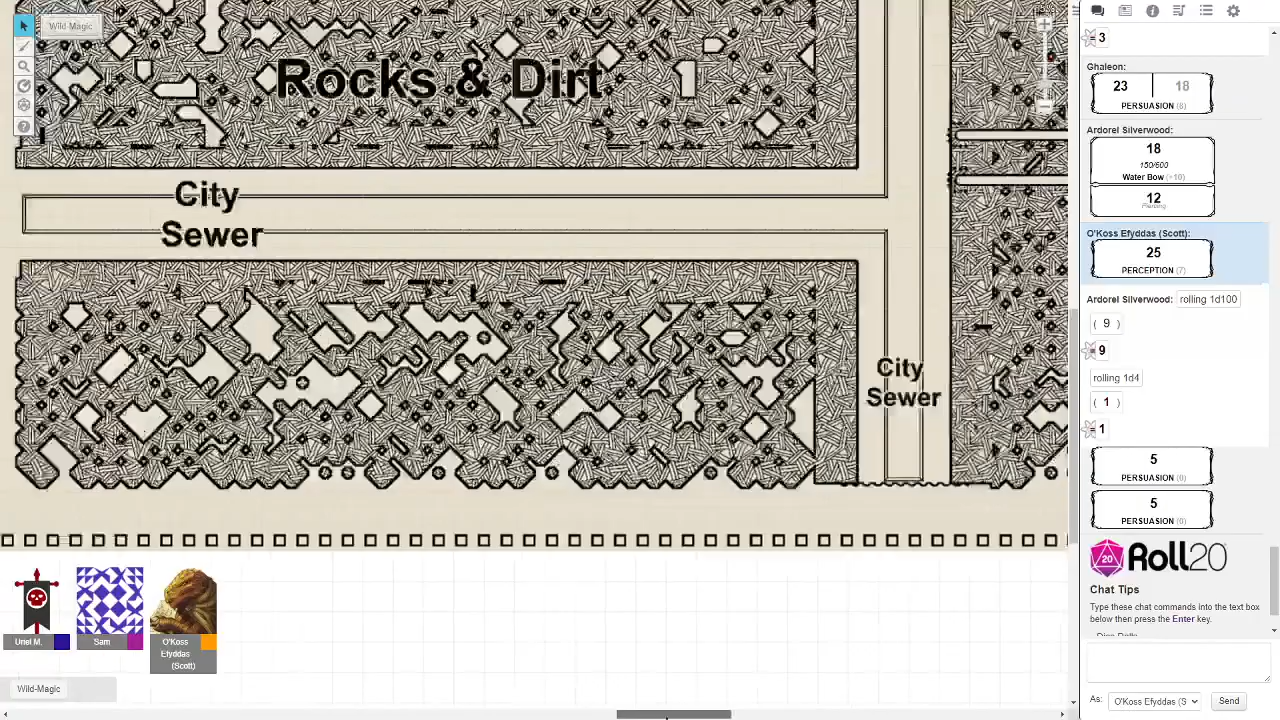 Wild-Magic
Rocks & Dirt
City
Sewer
City
Sewer
Uriel M.
Sam
O'Koss
Efyddas
(Scott)
Wild-Magic
3
Ghaleon:
23 18
PERSUASION (8)
Ardorel Silverwood:
18
150/600
Water Bow (+10)
12
Piercing
O'Koss Efyddas (Scott):
25
PERCEPTION (7)
Ardorel Silverwood: rolling 1d100
( 9 )
= 9
rolling 1d4
( 1 )
= 1
5
PERSUASION (0)
5
PERSUASION (0)
20 Roll20
Chat Tips
Type these chat commands into the text box
below then press the Enter key.
As: O'Koss Efyddas (S
Send